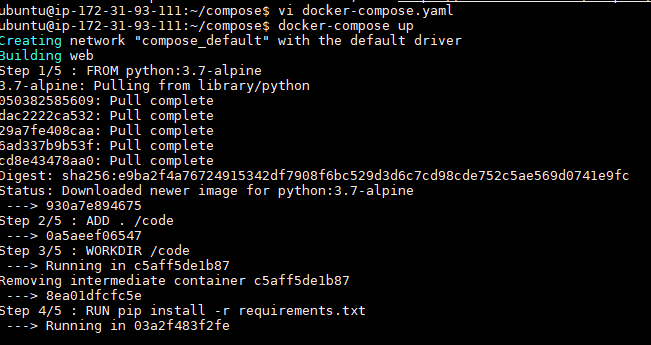 ubuntu@ip-172-31-93-111:~/compose$ vi docker-compose.yaml
ubuntu@ip-172-31-93-111:~/compose$ docker-compose up
Creating network "compose_default" with the default driver
Building web
Step 1/5 : FROM python:3.7-alpine
3.7-alpine: Pulling from library/python
050382585609: Pull complete
dac2222ca532: Pull complete
29a7fe408caa: Pull complete
6ad337b9b53f: Pull complete
cd8e43478aa0: Pull complete
Digest: sha256:e9ba2f4a76724915342df7908f6bc529d3d6c7cd98cde752c5ae569d0741e9fc
Status: Downloaded newer image for python:3.7-alpine
---> 930a7e894675
Step 2/5 : ADD . /code
---> 0a5aeef06547
Step 3/5 : WORKDIR /code
---> Running in c5aff5de1b87
Removing intermediate container c5aff5de1b87
---> 8ea01dfcfc5e
Step 4/5 : RUN pip install -r requirements.txt
---> Running in 03a2f483f2fe